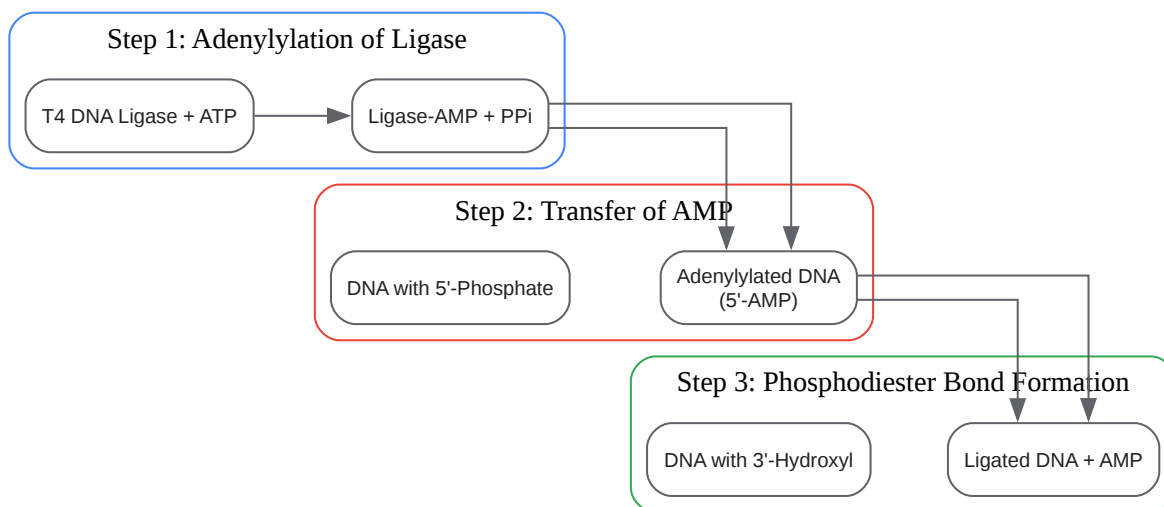 Step 1: Adenylylation of Ligase
T4 DNA Ligase + ATP
Ligase-AMP + PPi
Step 2: Transfer of AMP
DNA with 5'-Phosphate
Adenylylated DNA
(5'-AMP)
Step 3: Phosphodiester Bond Formation
DNA with 3'-Hydroxyl
Ligated DNA + AMP